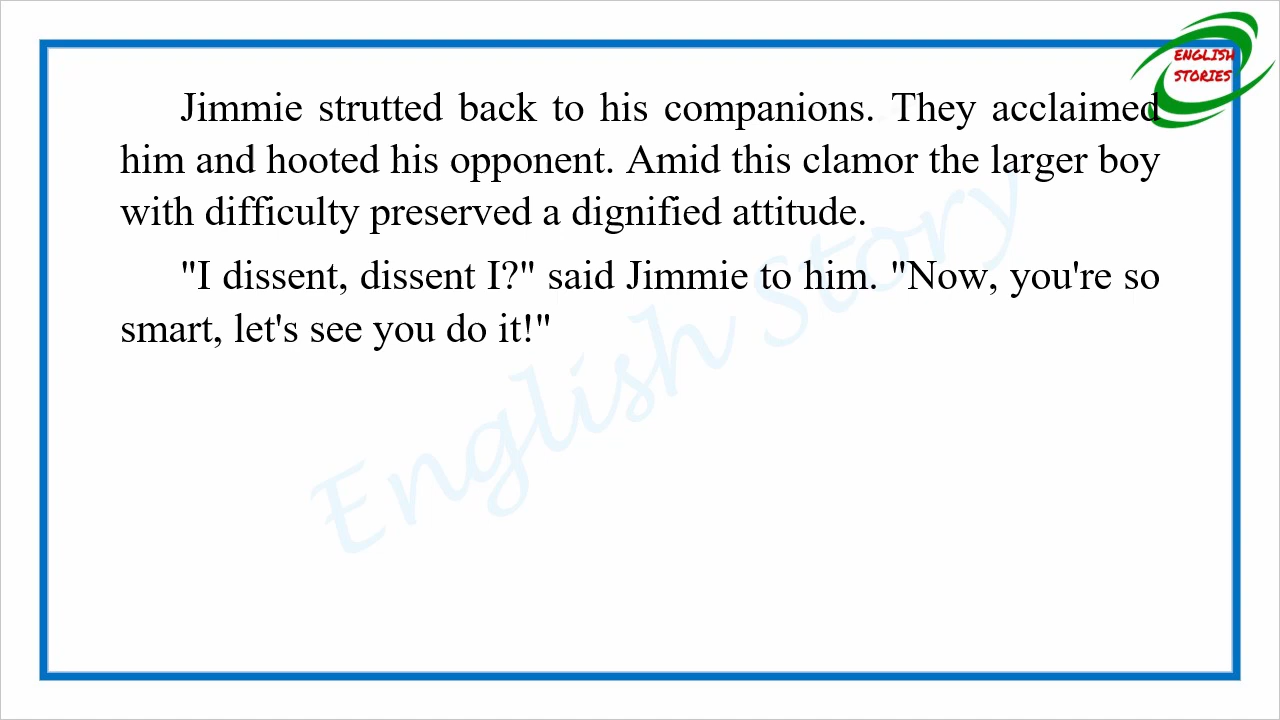 ENGLISH
STORIES
Jimmie strutted back to his companions. They acclaimed
him and hooted his opponent. Amid this clamor the larger boy
with difficulty preserved a dignified attitude.
"I dissent, dissent I?" said Jimmie to him. "Now, you're so
smart, let's see you do it!"
English Story